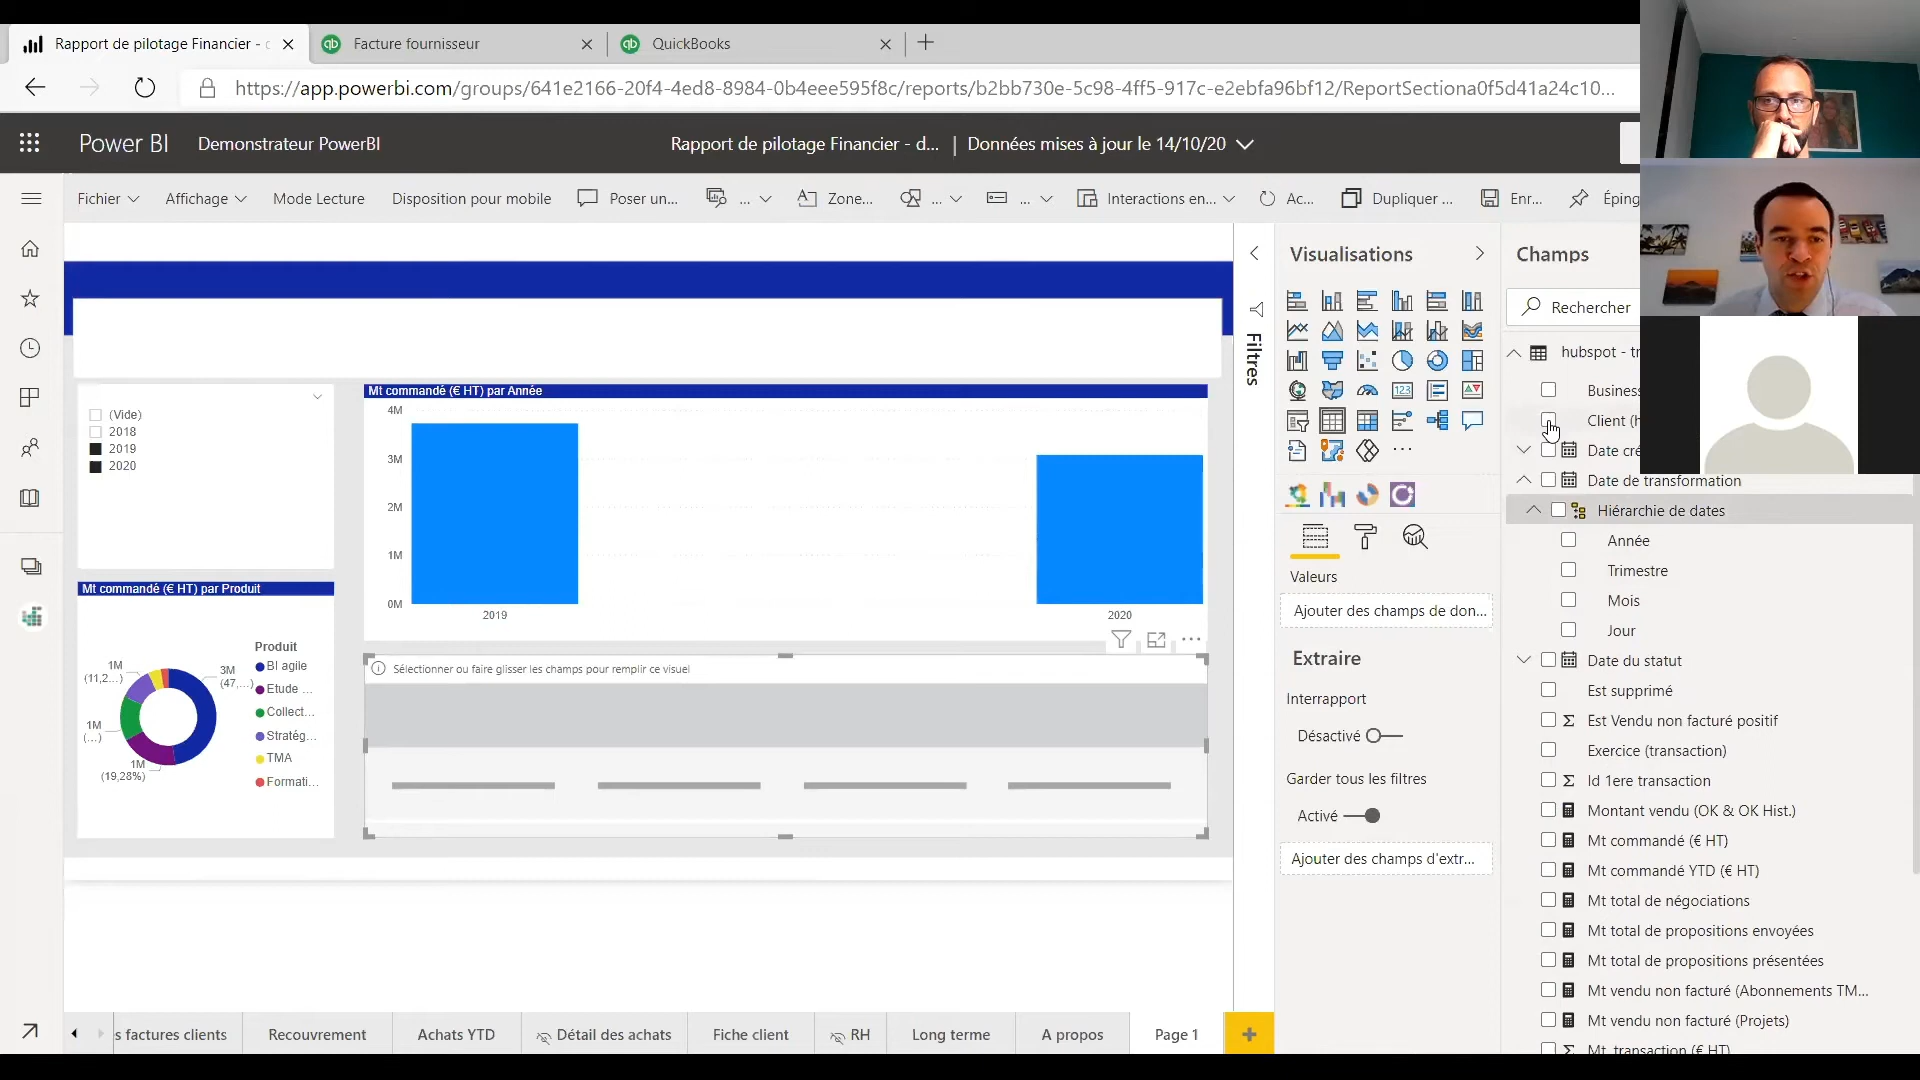 Rapport de pilotage Financier -
Facture fournisseur
QuickBooks
https://app.powerbi.com/groups/641e2166-20f4-4ed8-8984-0b4eee595f8c/reports/b2bb730e-5c98-4ff5-917c-e2ebfa96bf12/ReportSectiona0f5d41a24c10...
Power BI
Demonstrateur PowerBI
Rapport de pilotage Financier - d... | Données mises à jour le 14/10/20
Fichier
Affichage
Mode Lecture
Disposition pour mobile
Poser un...
...
Zone...
...
...
Interactions en...
Ac...
Dupliquer ...
Enr...
Éping
(Vide)
2018
2019
2020
Mt commandé (€ HT) par Année
4M
3M
2M
1M
0M
2019
2020
Mt commandé (€ HT) par Produit
1M
(11,2...)
1M
(...)
1M
(19,28%)
3M
(47,...)
Produit
BI agile
Etude ...
Collect...
Stratég...
TMA
Formati...
Sélectionner ou faire glisser les champs pour remplir ce visuel
Filtres
Visualisations
Valeurs
Ajouter des champs de don...
Extraire
Interrapport
Désactivé
Garder tous les filtres
Activé
Ajouter des champs d'extr...
Champs
Rechercher
hubspot - tr
Business
Client (h
Date cré
Date de transformation
Hiérarchie de dates
Année
Trimestre
Mois
Jour
Date du statut
Est supprimé
Est Vendu non facturé positif
Exercice (transaction)
Id 1ere transaction
Montant vendu (OK & OK Hist.)
Mt commandé (€ HT)
Mt commandé YTD (€ HT)
Mt total de négociations
Mt total de propositions envoyées
Mt total de propositions présentées
Mt vendu non facturé (Abonnements TM...
Mt vendu non facturé (Projets)
Mt. transaction (€ HT)
s factures clients
Recouvrement
Achats YTD
Détail des achats
Fiche client
RH
Long terme
A propos
Page 1